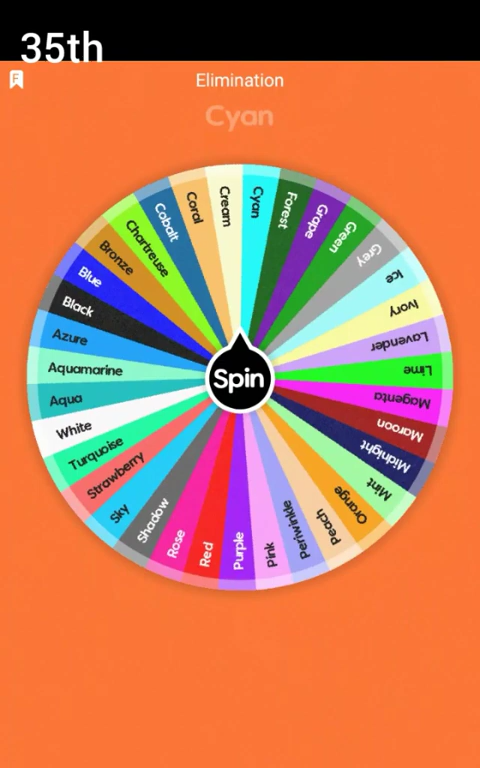 35th
F
Elimination
Cyan
Cyan
Forest
Grape
Green
Grey
Ice
Ivory
Lavender
Lime
Magenta
Maroon
Midnight
Mint
Orange
Peach
Periwinkle
Pink
Purple
Red
Rose
Shadow
Sky
Strawberry
Turquoise
White
Aqua
Aquamarine
Azure
Black
Blue
Bronze
Chartreuse
Cobalt
Coral
Cream
Spin